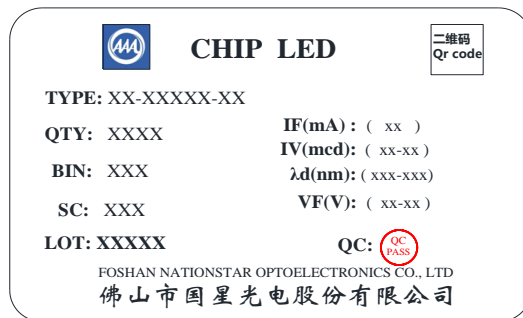 CHIP LED
二维码
Qr code
TYPE: XX-XXXXX-XX
QTY: XXXX
IF(mA) : ( xx )
BIN: XXX
IV(mcd): ( xx-xx )
λd(nm): ( xxx-xxx)
SC: XXX
VF(V): ( xx-xx )
LOT: XXXXX
QC: QC
PASS
FOSHAN NATIONSTAR OPTOELECTRONICS CO., LTD
佛山市国星光电股份有限公司